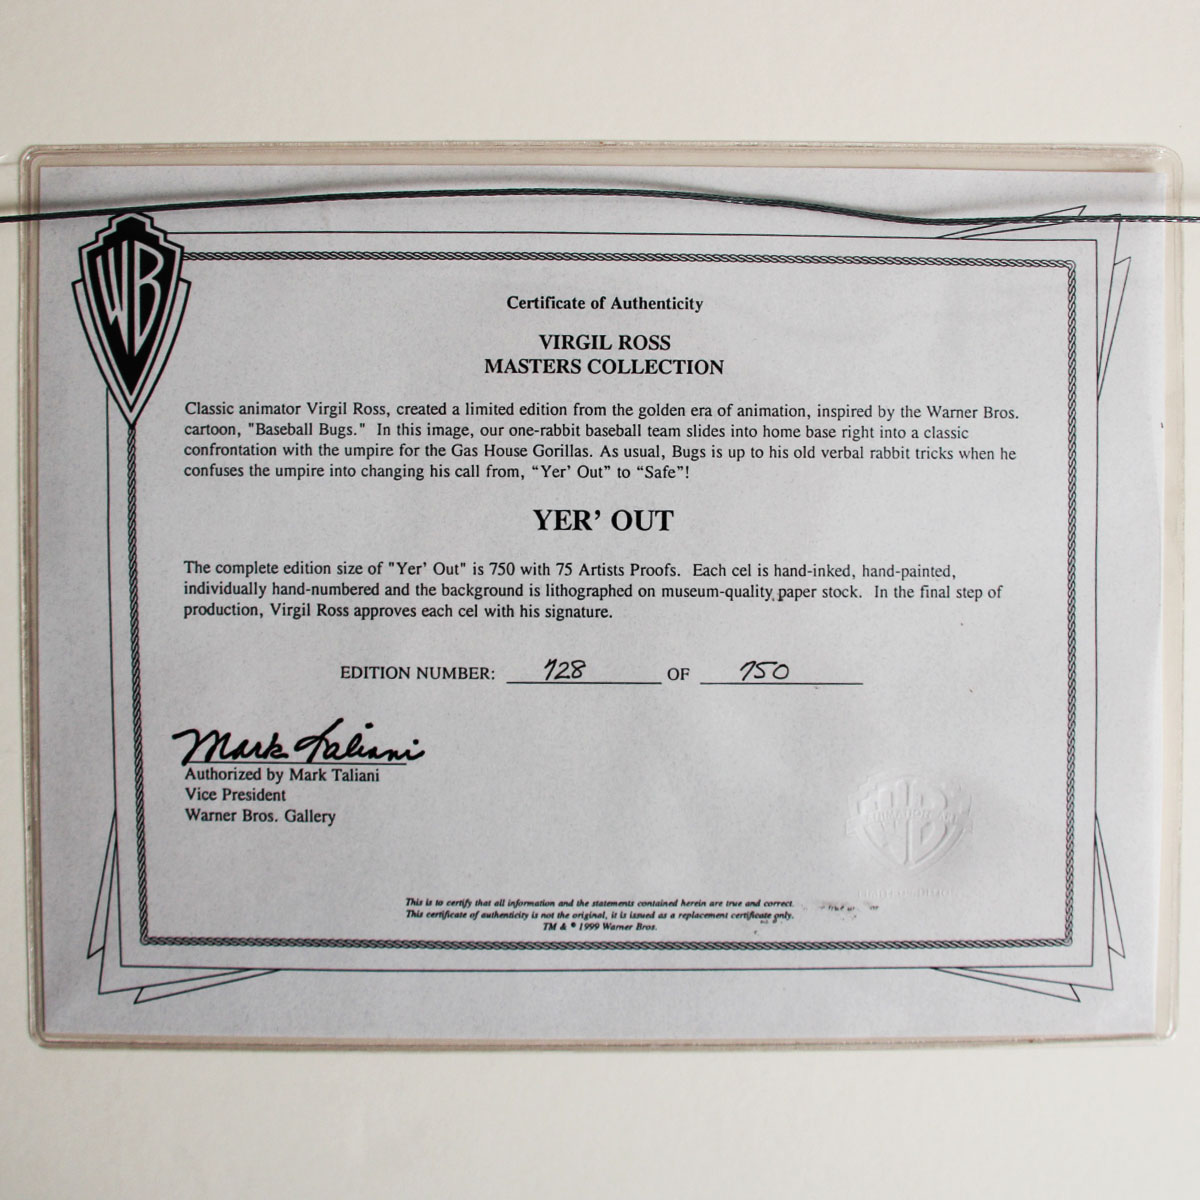 WB
Certificate of Authenticity
VIRGIL ROSS
MASTERS COLLECTION
Classic animator Virgil Ross, created a limited edition from the golden era of animation, inspired by the Warner Bros.
cartoon, "Baseball Bugs."  In this image, our one-rabbit baseball team slides into home base right into a classic
confrontation with the umpire for the Gas House Gorillas. As usual, Bugs is up to his old verbal rabbit tricks when he
confuses the umpire into changing his call from, “Yer’ Out” to “Safe”!
YER’ OUT
The complete edition size of "Yer’ Out" is 750 with 75 Artists Proofs.  Each cel is hand-inked, hand-painted,
individually hand-numbered and the background is lithographed on museum-quality paper stock.  In the final step of
production, Virgil Ross approves each cel with his signature.
EDITION NUMBER: 728 OF 750
Mark Taliani
Authorized by Mark Taliani
Vice President
Warner Bros. Gallery
WB
This is to certify that all information and the statements contained herein are true and correct.
This certificate of authenticity is not the original, it is issued as a replacement certificate only.
TM & © 1999 Warner Bros.